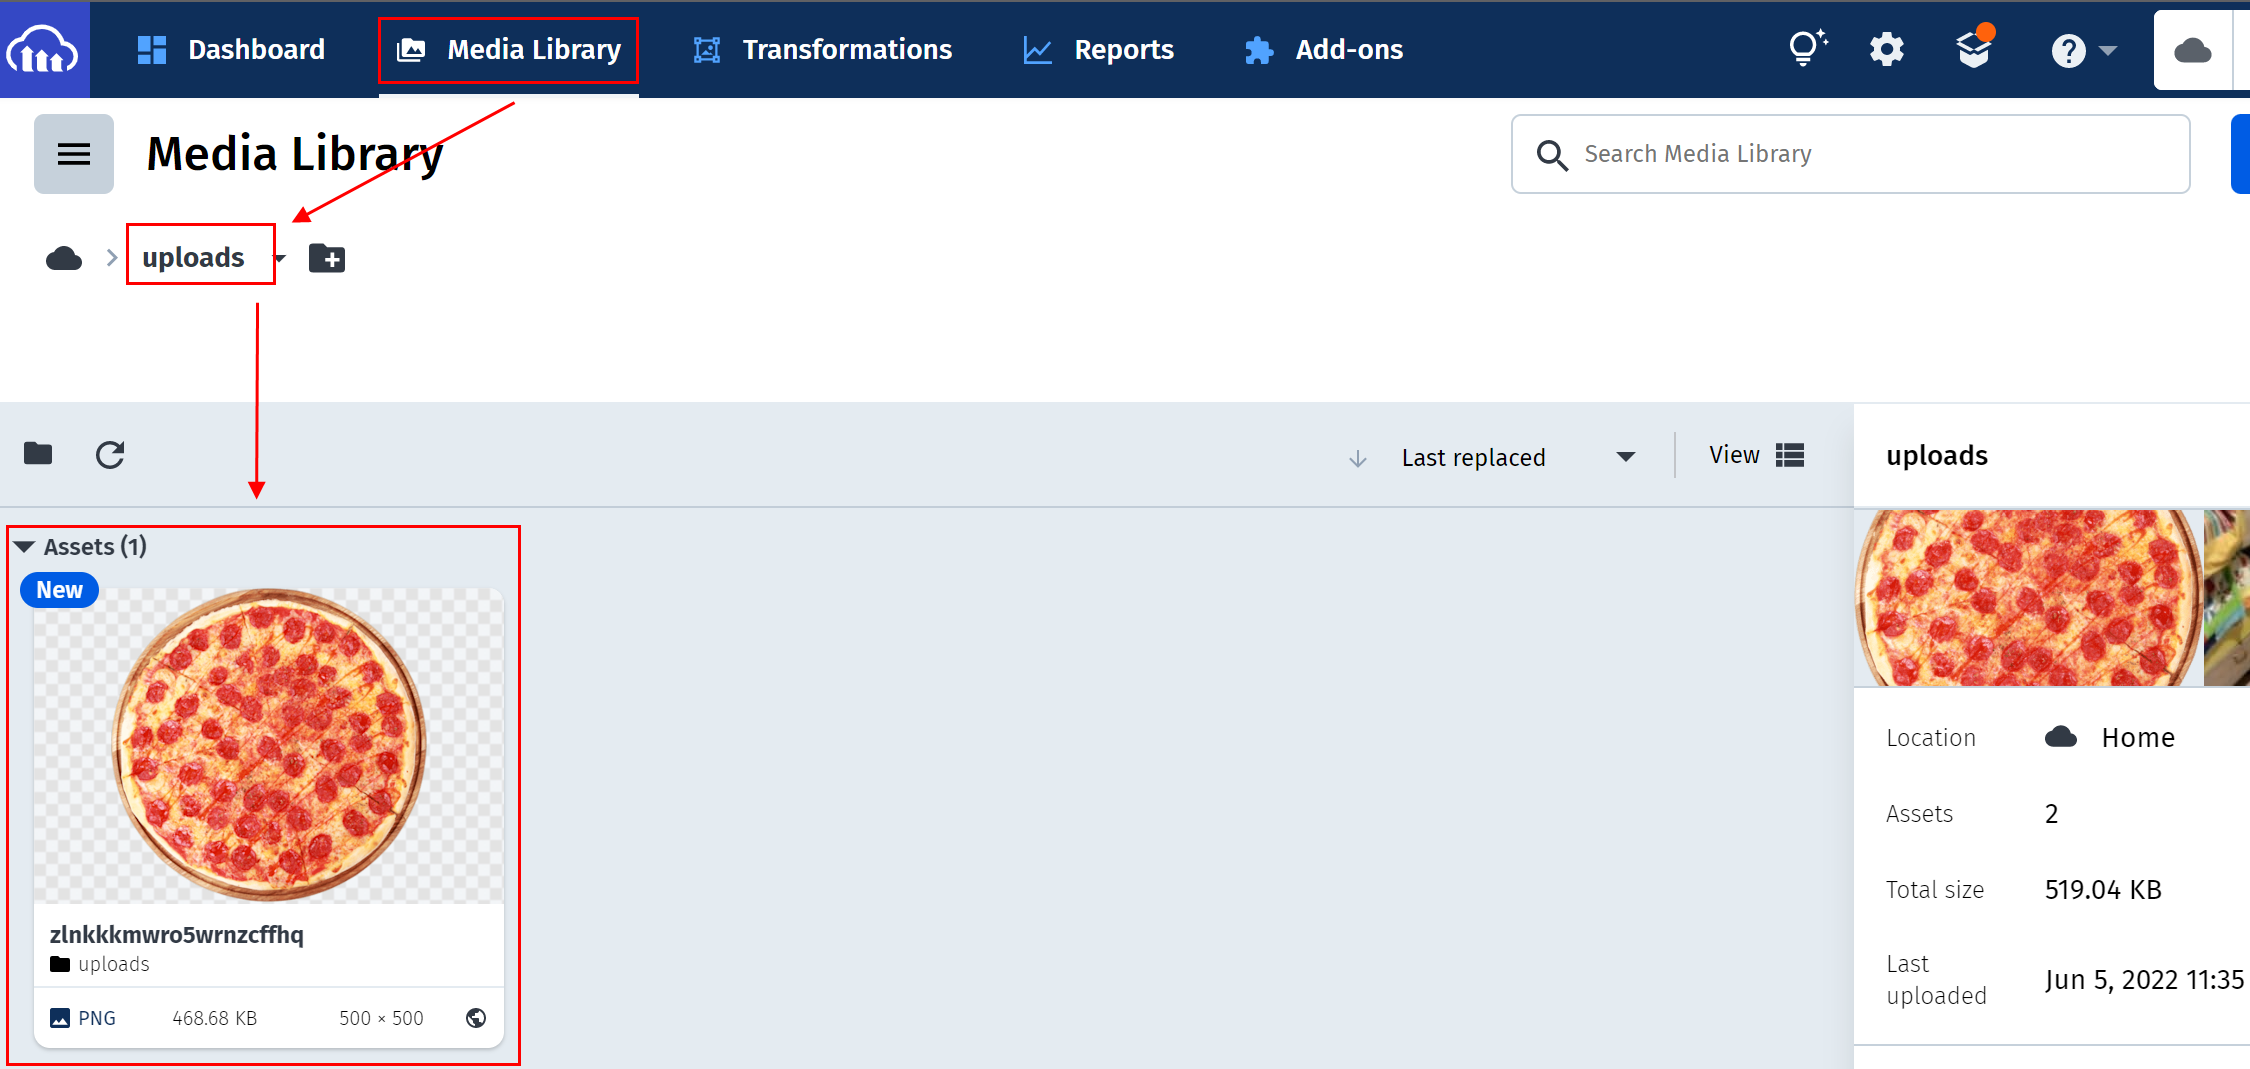 Dashboard
Media Library
Transformations
Reports
Add-ons
Media Library
Search Media Library
uploads
Last replaced
View
uploads
Assets (1)
New
zlnkkkmwro5wrnzcffhq
uploads
PNG 468.68 KB 500 × 500
Location Home
Assets 2
Total size 519.04 KB
Last uploaded Jun 5, 2022 11:35